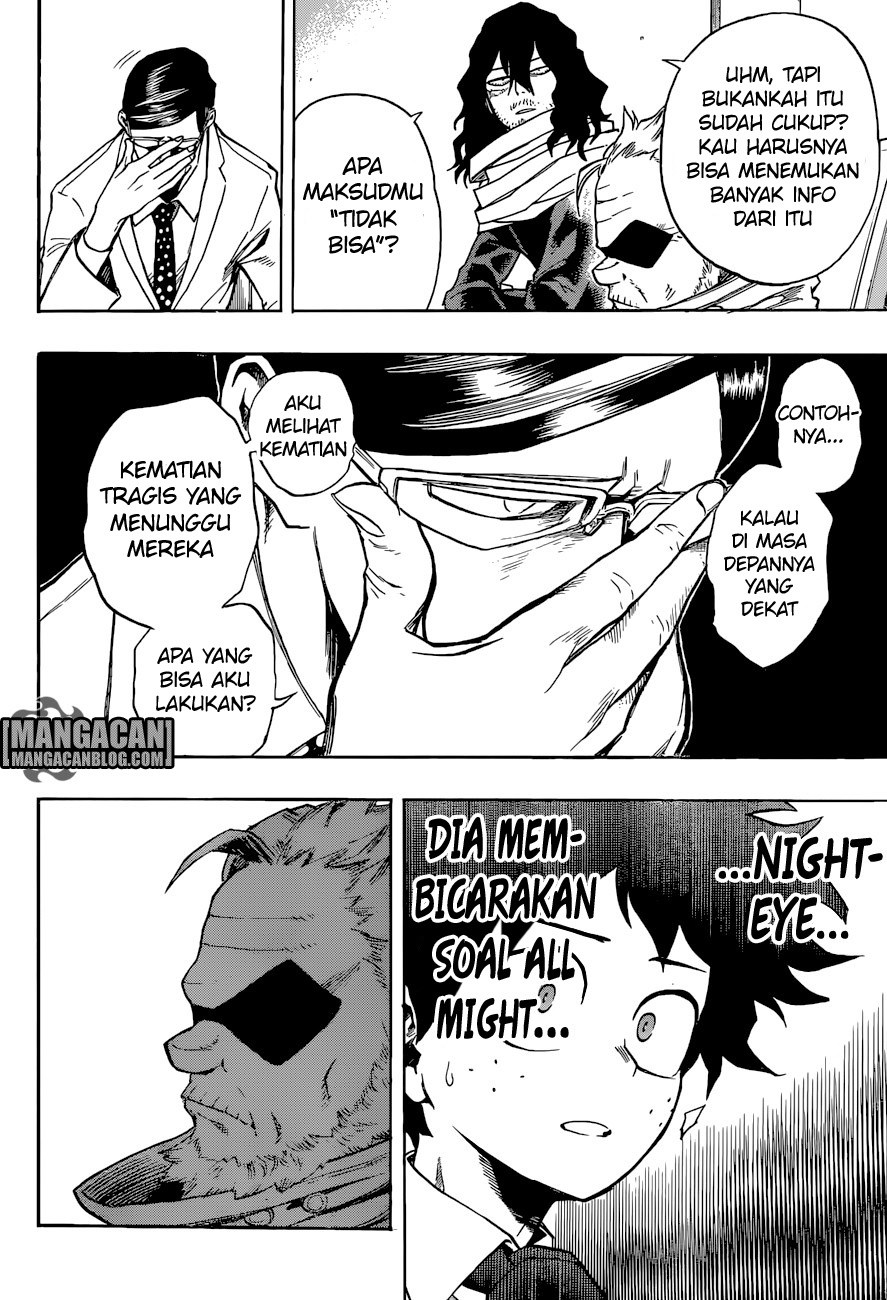 UHM, TAPI
BUKANKAH ITU
SUDAH CUKUP?
KAU HARUSNYA
BISA MENEMUKAN
BANYAK INFO
DARI ITU
APA
MAKSUDMU
"TIDAK
BISA"?
CONTOH-
NYA...
KALAU
DI MASA
DEPANNYA
YANG
DEKAT
AKU
MELIHAT
KEMATIAN
KEMATIAN
TRAGIS YANG
MENUNGGU
MEREKA
APA YANG
BISA AKU
LAKUKAN?
MANGACAN
MANGACANBLOG.COM
...NIGHT-
EYE...
DIA MEM-
BICARAKAN
SOAL ALL
MIGHT...